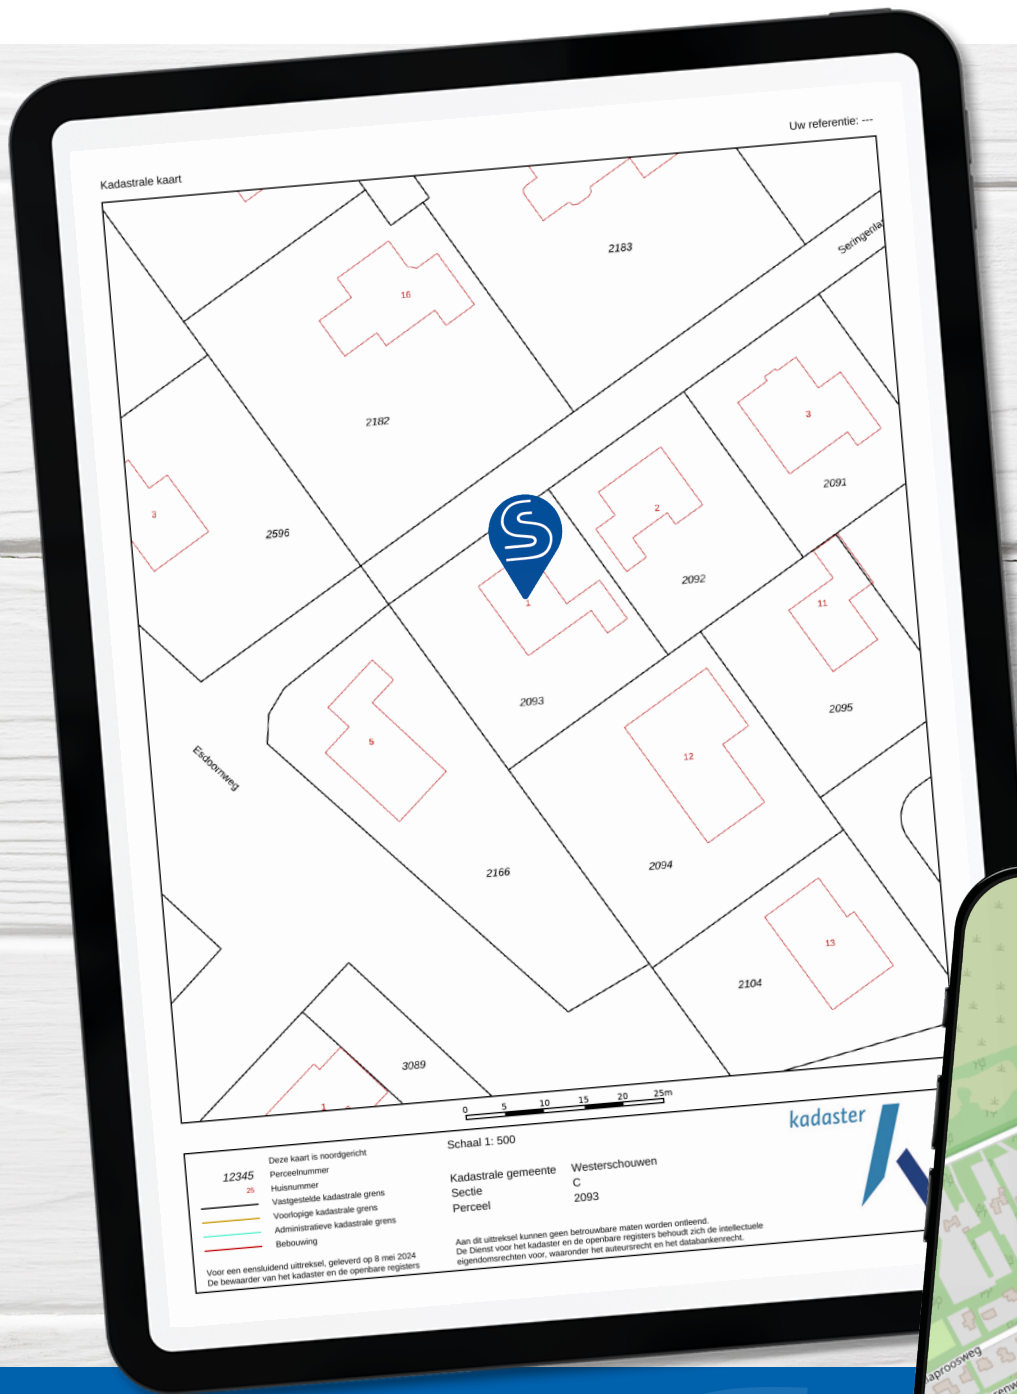 Uw referentie: ---
Kadastrale kaart
2183
16
2182
3
2091
3
2596
2
2092
1
11
2093
2095
5
12
Esdoornweg
2166
2094
13
2104
3089
1
0 5 10 15 20 25m
Schaal 1: 500
kadaster
Deze kaart is noordgericht
12345 Perceelnummer
25 Huisnummer
Vastgestelde kadastrale grens
Voorlopige kadastrale grens
Administratieve kadastrale grens
Bebouwing
Kadastrale gemeente Westerschouwen
Sectie C
Perceel 2093
Voor een eensluidend uittreksel, geleverd op 8 mei 2024
De bewaarder van het kadaster en de openbare registers
Aan dit uittreksel kunnen geen betrouwbare maten worden ontleend.
De Dienst voor het kadaster en de openbare registers behoudt zich de intellectuele
eigendomsrechten voor, waaronder het auteursrecht en het databankenrecht.